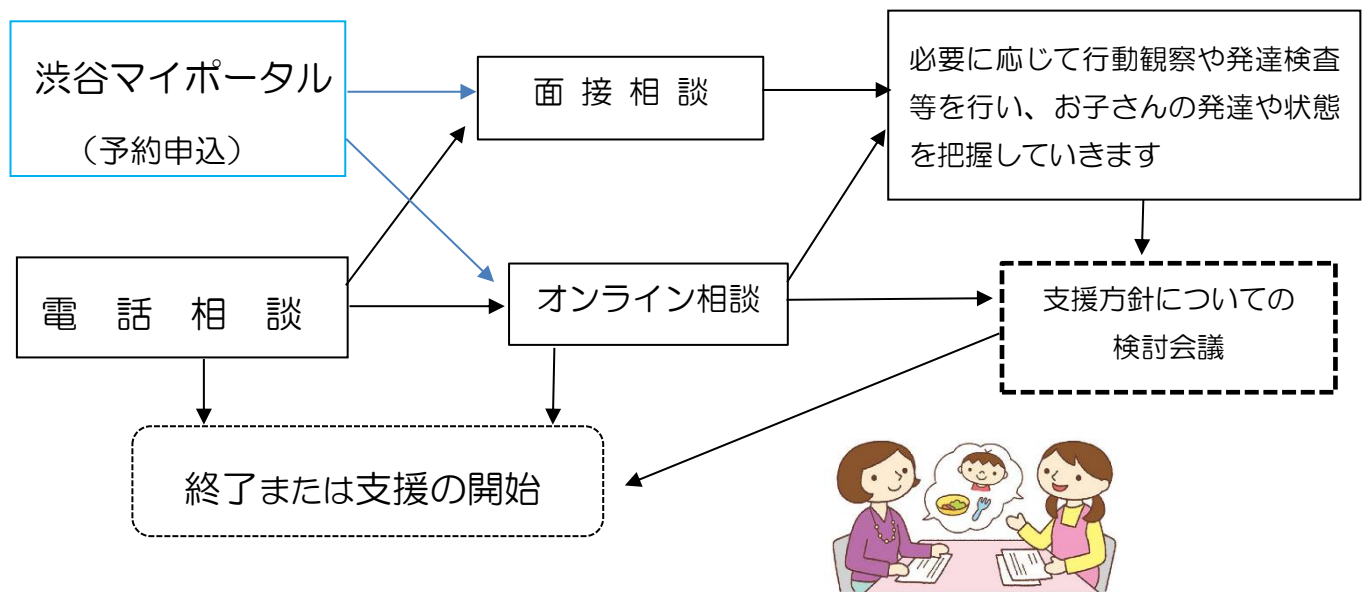 渋谷マイポータル
（予約申込）
面 接 相 談
必要に応じて行動観察や発達検査
等を行い、お子さんの発達や状態
を把握していきます
電 話 相 談
オンライン相談
支援方針についての
検討会議
終了または支援の開始